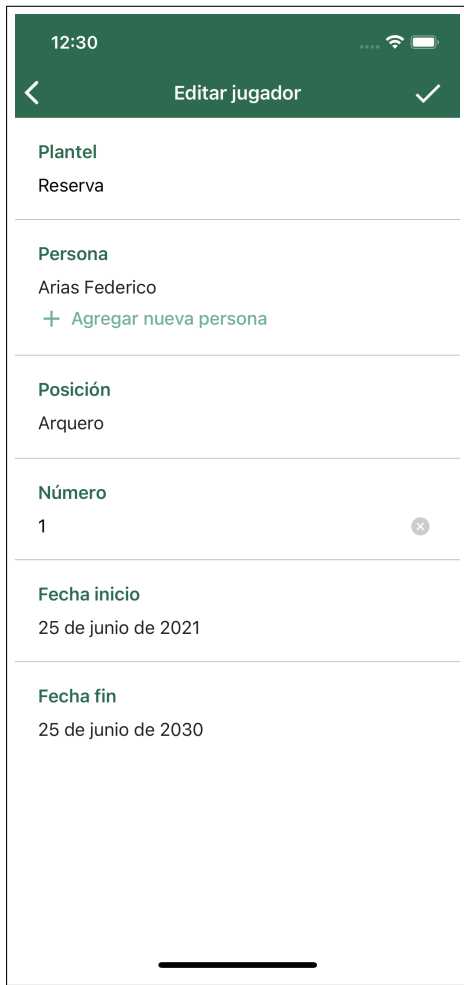 12:30
Editar jugador
Plantel
Reserva
Persona
Arias Federico
+ Agregar nueva persona
Posición
Arquero
Número
1
Fecha inicio
25 de junio de 2021
Fecha fin
25 de junio de 2030